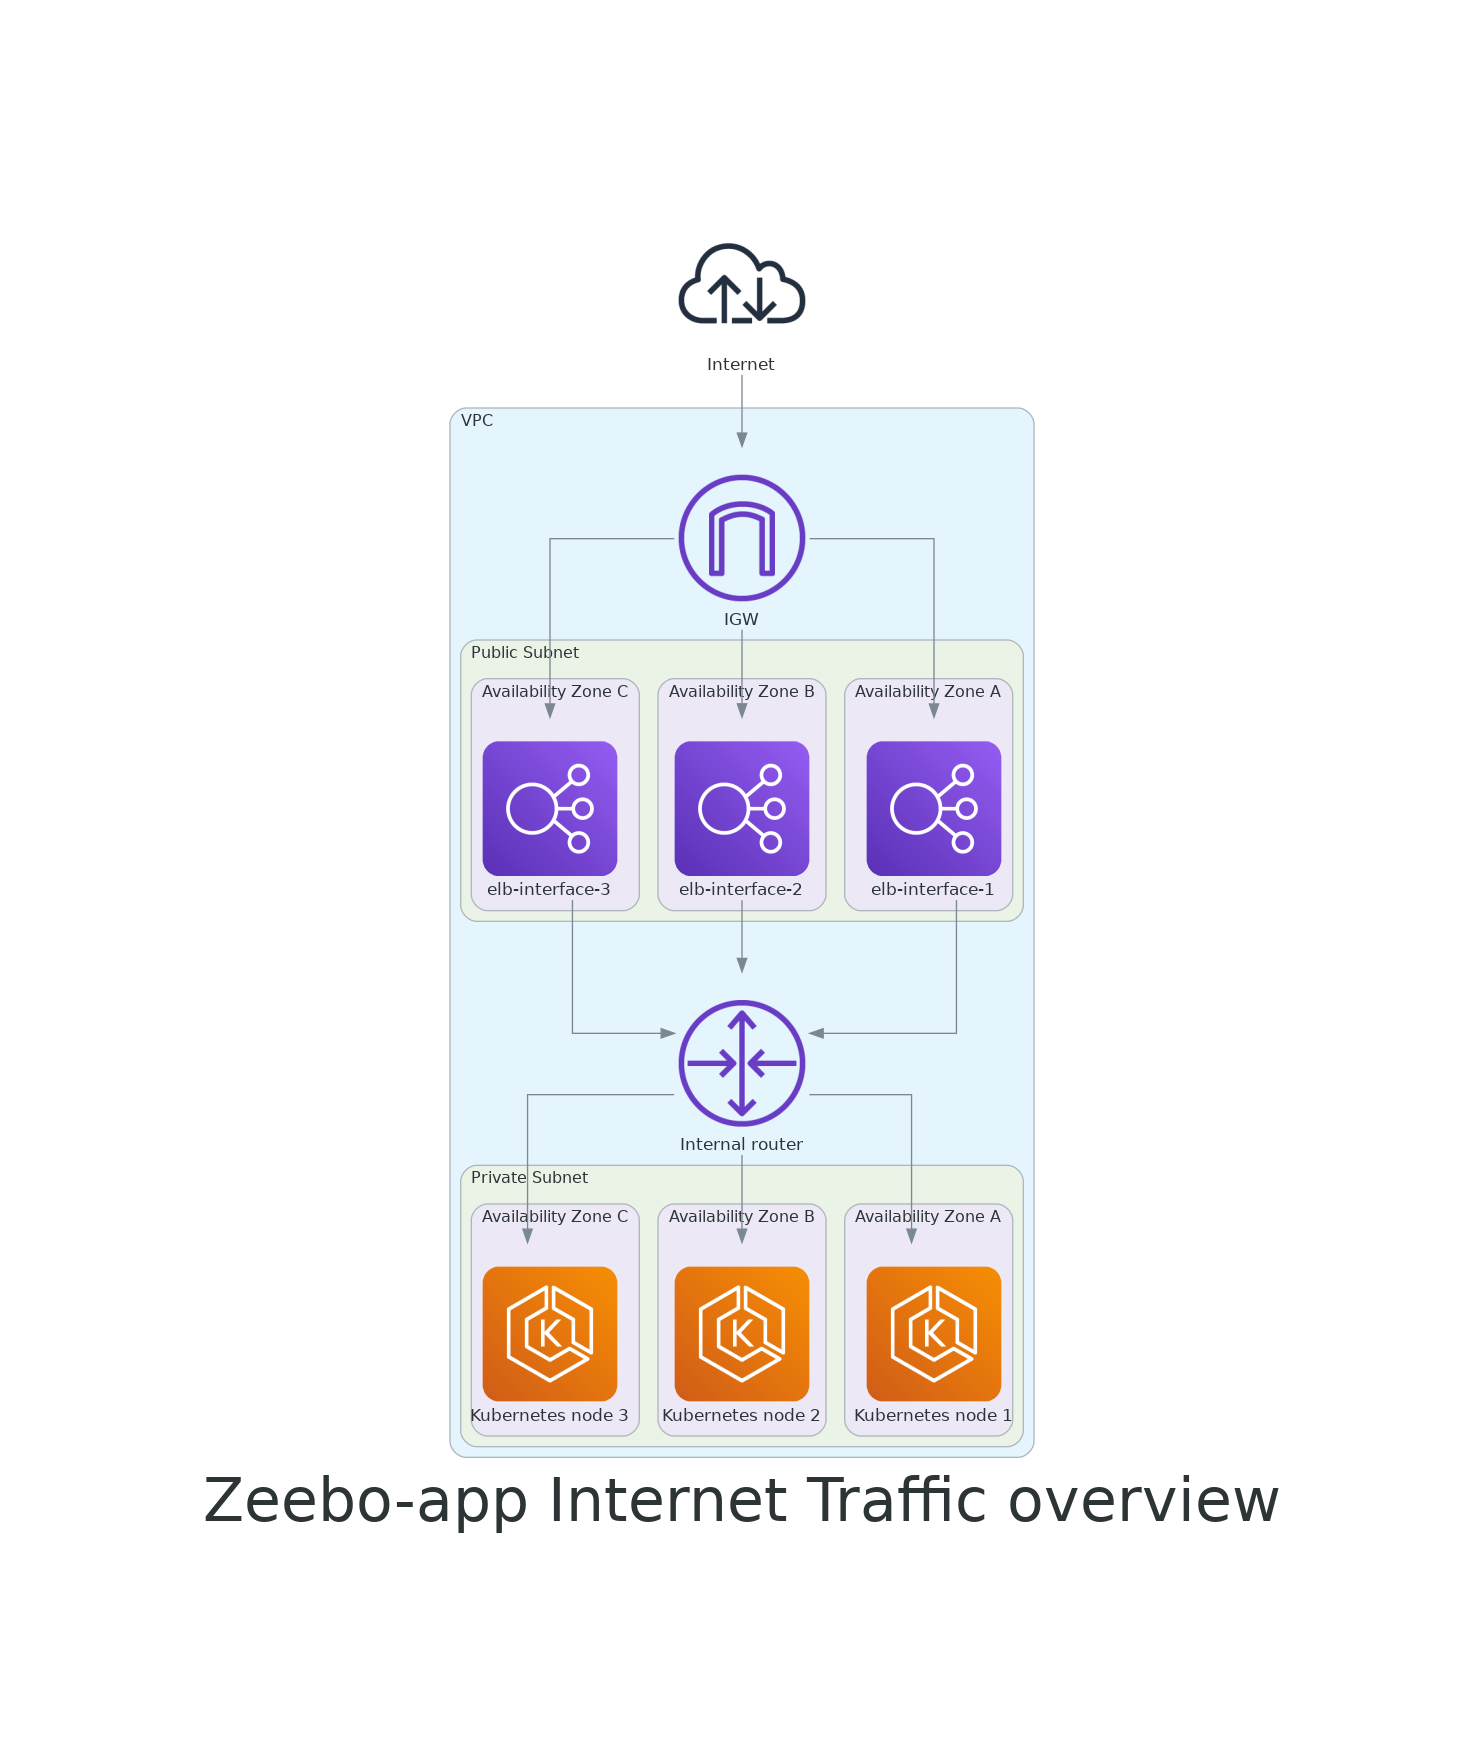 Internet
VPC
IGW
Public Subnet
Availability Zone C
Availability Zone B
Availability Zone A
elb-interface-3
elb-interface-2
elb-interface-1
Internal router
Private Subnet
Availability Zone C
Availability Zone B
Availability Zone A
K
K
K
Kubernetes node 3
Kubernetes node 2
Kubernetes node 1
Zeebo-app Internet Traffic overview